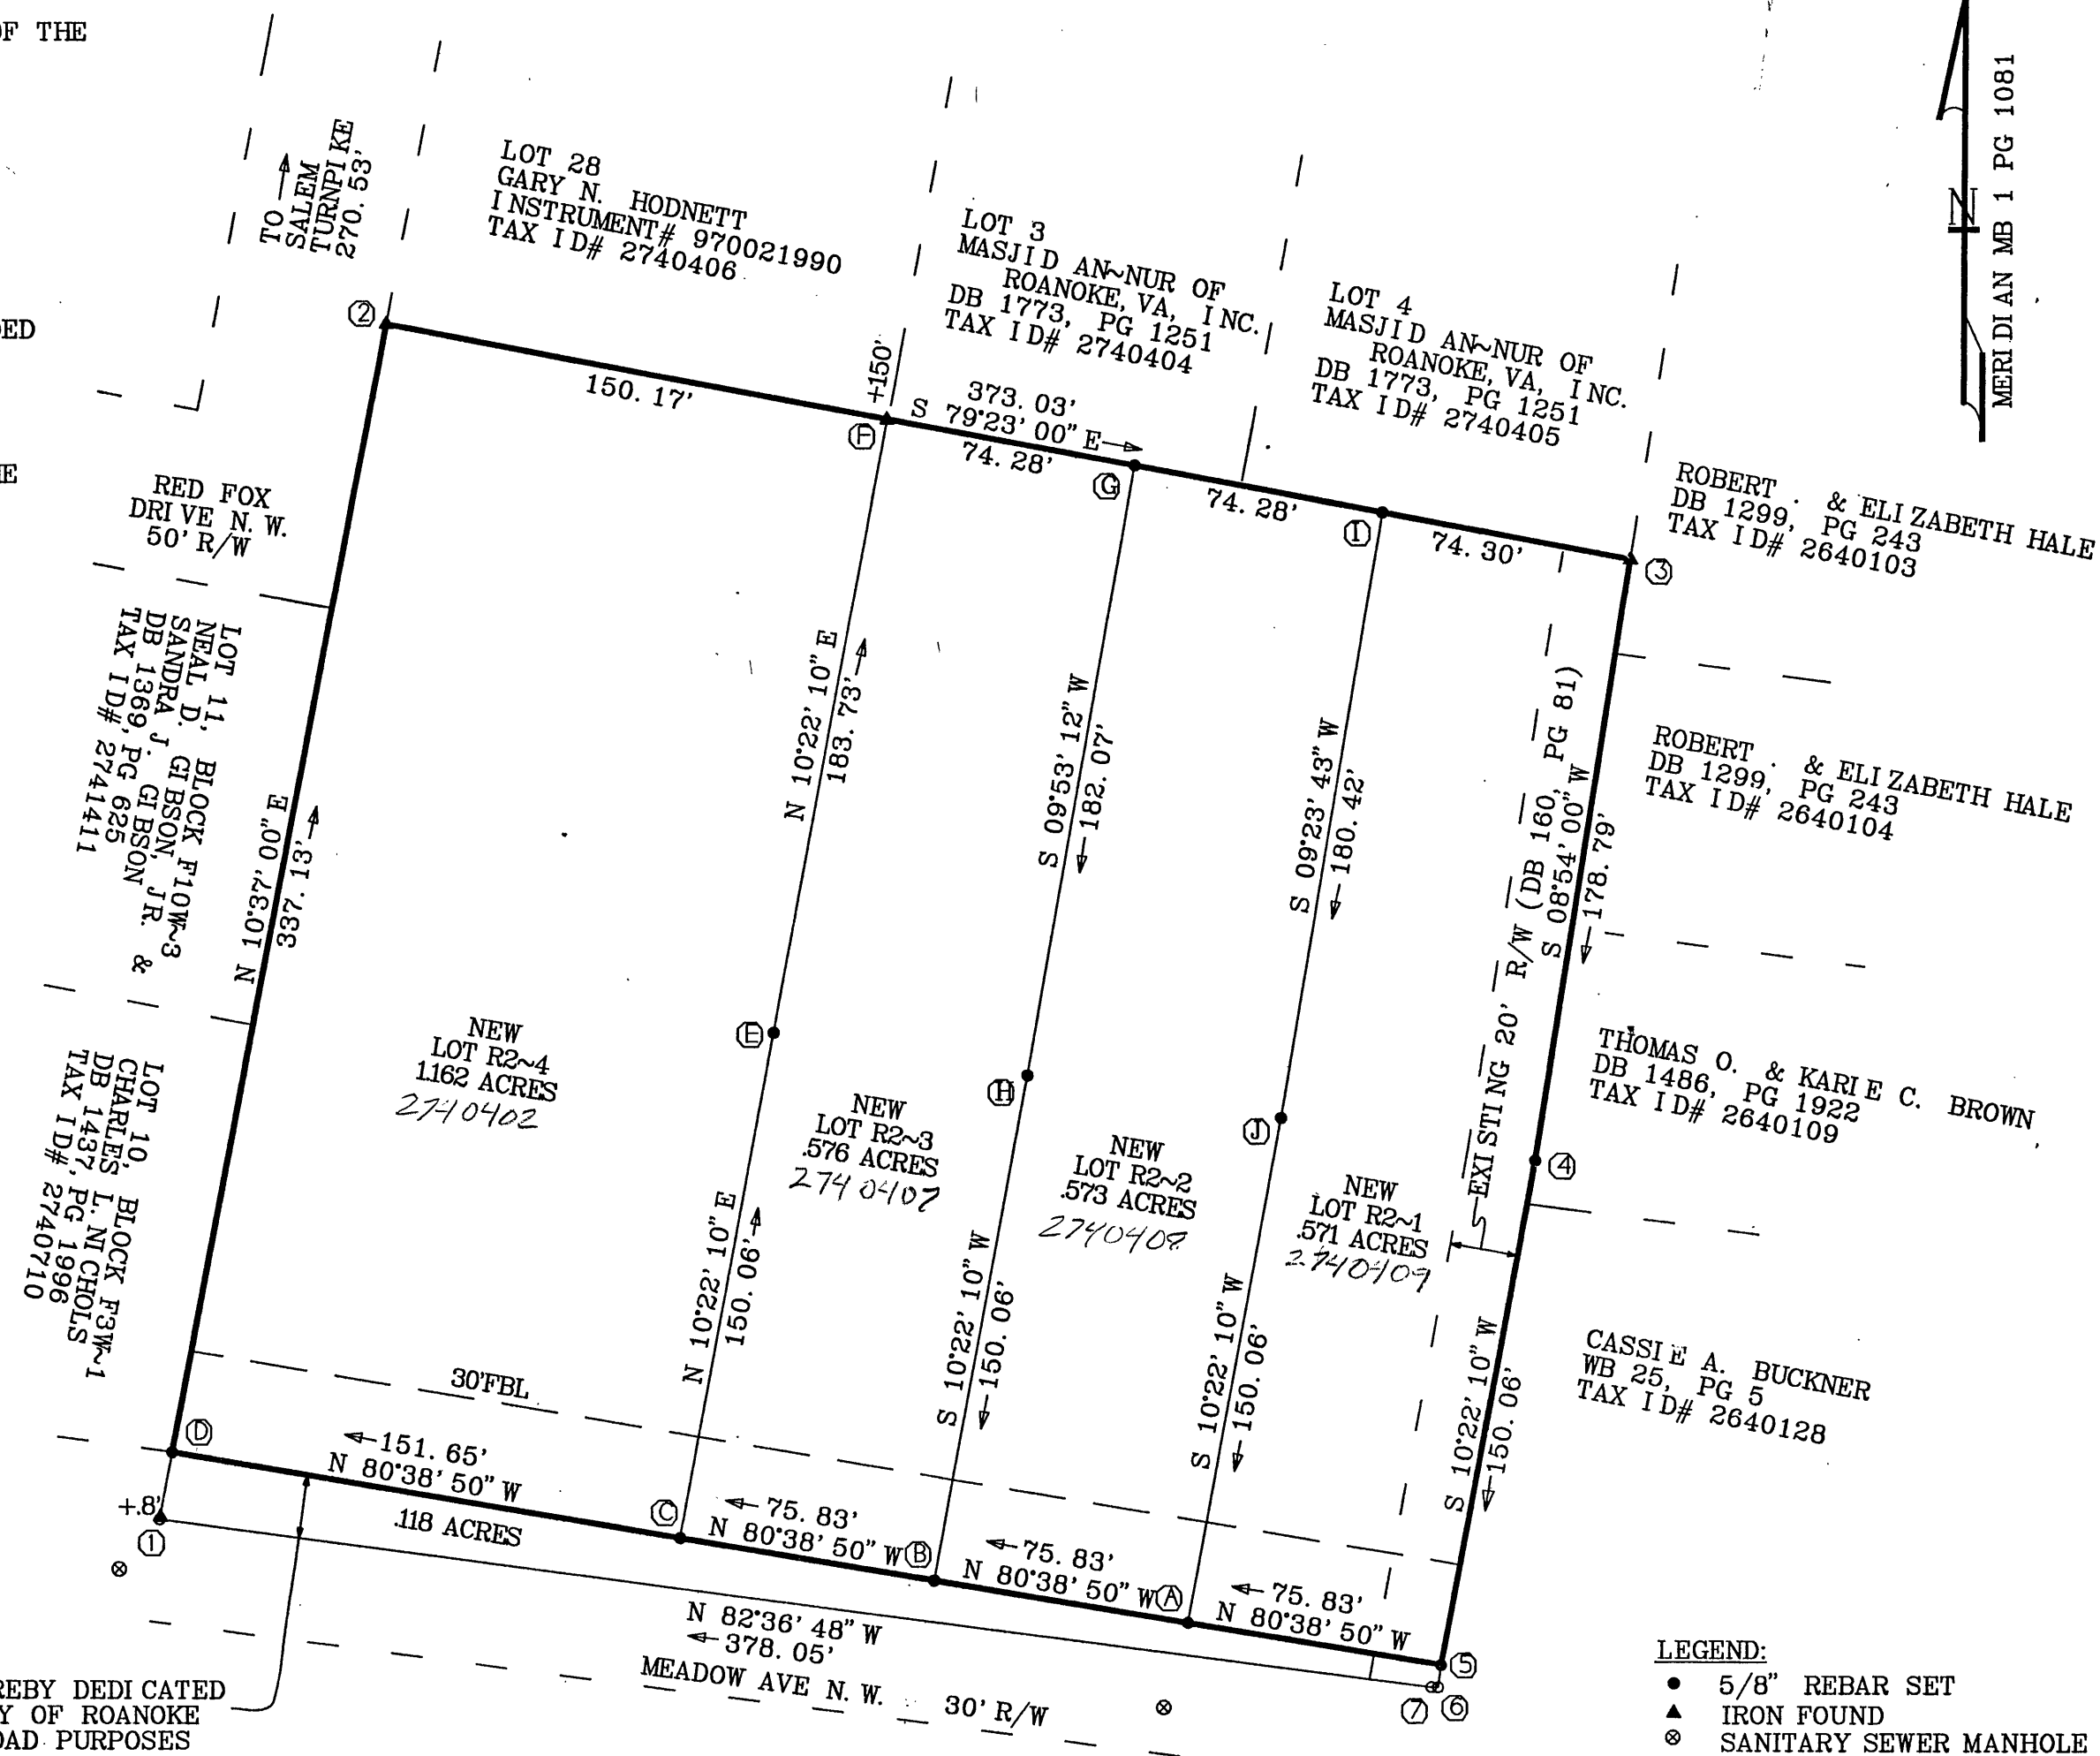 OF THE
TO
SALEM
TURNPIKE
270.53'
LOT 28
GARY N. HODNETT
INSTRUMENT# 970021990
TAX ID# 2740406
LOT 3
MASJID AN~NUR OF
ROANOKE, VA, INC.
DB 1773, PG 1251
TAX ID# 2740404
LOT 4
MASJID AN~NUR OF
ROANOKE, VA, INC.
DB 1773, PG 1251
TAX ID# 2740405
N
MERIDIAN MB 1 PG 1081
2
150.17'
+150'
F
373.03'
S 79°23'00" E
74.28'
G
74.28'
I
74.30'
3
ROBERT . & ELIZABETH HALE
DB 1299, PG 243
TAX ID# 2640103
RED FOX
DRIVE N.W.
50' R/W
LOT 11, BLOCK F10W~3
NEAL D. GIBSON, JR. &
SANDRA J. GIBSON
DB 1369, PG 625
TAX ID# 2741411
N 10°37'00" E
337.13'
N 10°22'10" E
183.73'
S 09°53'12" W
182.07'
S 09°23'43" W
180.42'
EXISTING 20' R/W (DB 160, PG 81)
S 08°54'00" W
178.79'
ROBERT . & ELIZABETH HALE
DB 1299, PG 243
TAX ID# 2640104
NEW
LOT R2~4
1.162 ACRES
2740402
E
NEW
LOT R2~3
.576 ACRES
2740407
H
NEW
LOT R2~2
.573 ACRES
2740408
J
NEW
LOT R2~1
.571 ACRES
2740409
4
THOMAS O. & KARIE C. BROWN
DB 1486, PG 1922
TAX ID# 2640109
LOT 10, BLOCK F3W~1
CHARLES L. NICHOLS
DB 1437, PG 1996
TAX ID# 2740710
N 10°22'10" E
150.06'
S 10°22'10" W
150.06'
S 10°22'10" W
150.06'
S 10°22'10" W
150.06'
CASSIE A. BUCKNER
WB 25, PG 5
TAX ID# 2640128
30'FBL
D
151.65'
N 80°38'50" W
C
75.83'
N 80°38'50" W
B
75.83'
N 80°38'50" W
A
75.83'
N 80°38'50" W
5
+.8'
1
.118 ACRES
N 82°36'48" W
378.05'
MEADOW AVE N.W. 30' R/W
7
6
REBY DEDICATED
Y OF ROANOKE
OAD PURPOSES
LEGEND:
5/8" REBAR SET
IRON FOUND
SANITARY SEWER MANHOLE